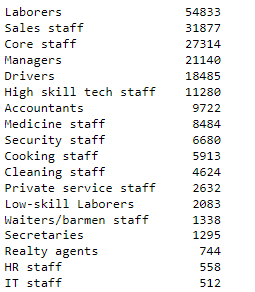 Laborers 54833
Sales staff 31877
Core staff 27314
Managers 21140
Drivers 18485
High skill tech staff 11280
Accountants 9722
Medicine staff 8484
Security staff 6680
Cooking staff 5913
Cleaning staff 4624
Private service staff 2632
Low-skill Laborers 2083
Waiters/barmen staff 1338
Secretaries 1295
Realty agents 744
HR staff 558
IT staff 512